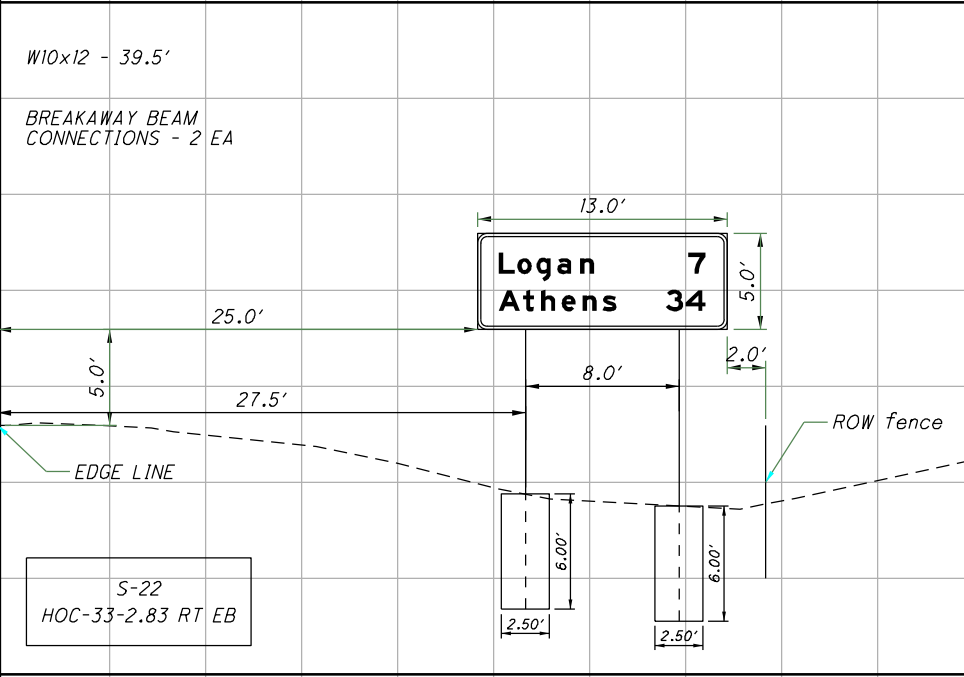 W10x12 - 39.5'
BREAKAWAY BEAM
CONNECTIONS - 2 EA
13.0'
Logan 7
Athens 34
5.0'
25.0'
5.0'
2.0'
8.0'
27.5'
ROW fence
EDGE LINE
6.00'
6.00'
2.50'
2.50'
S-22
HOC-33-2.83 RT EB